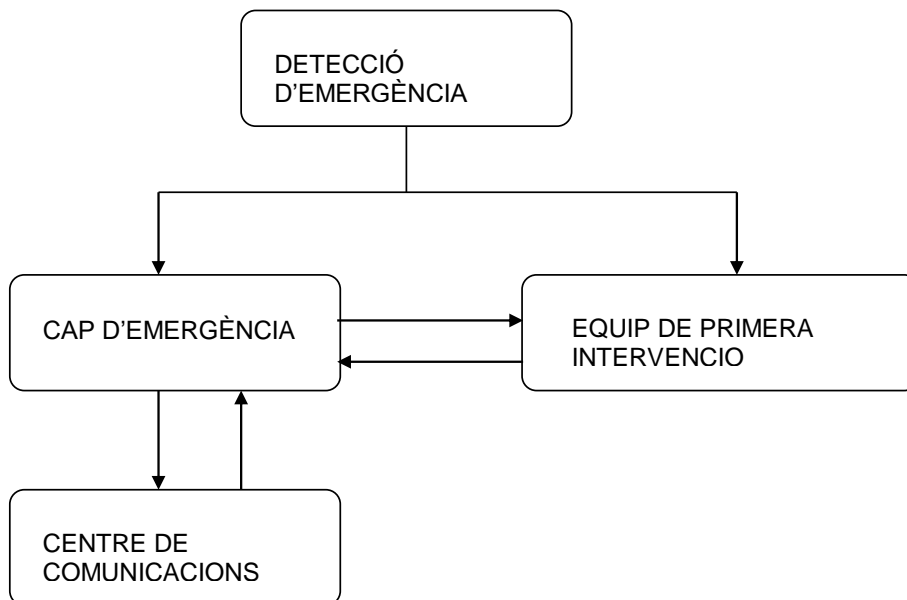 DETECCIÓ
D’EMERGÈNCIA
CAP D’EMERGÈNCIA
EQUIP DE PRIMERA
INTERVENCIO
CENTRE DE
COMUNICACIONS